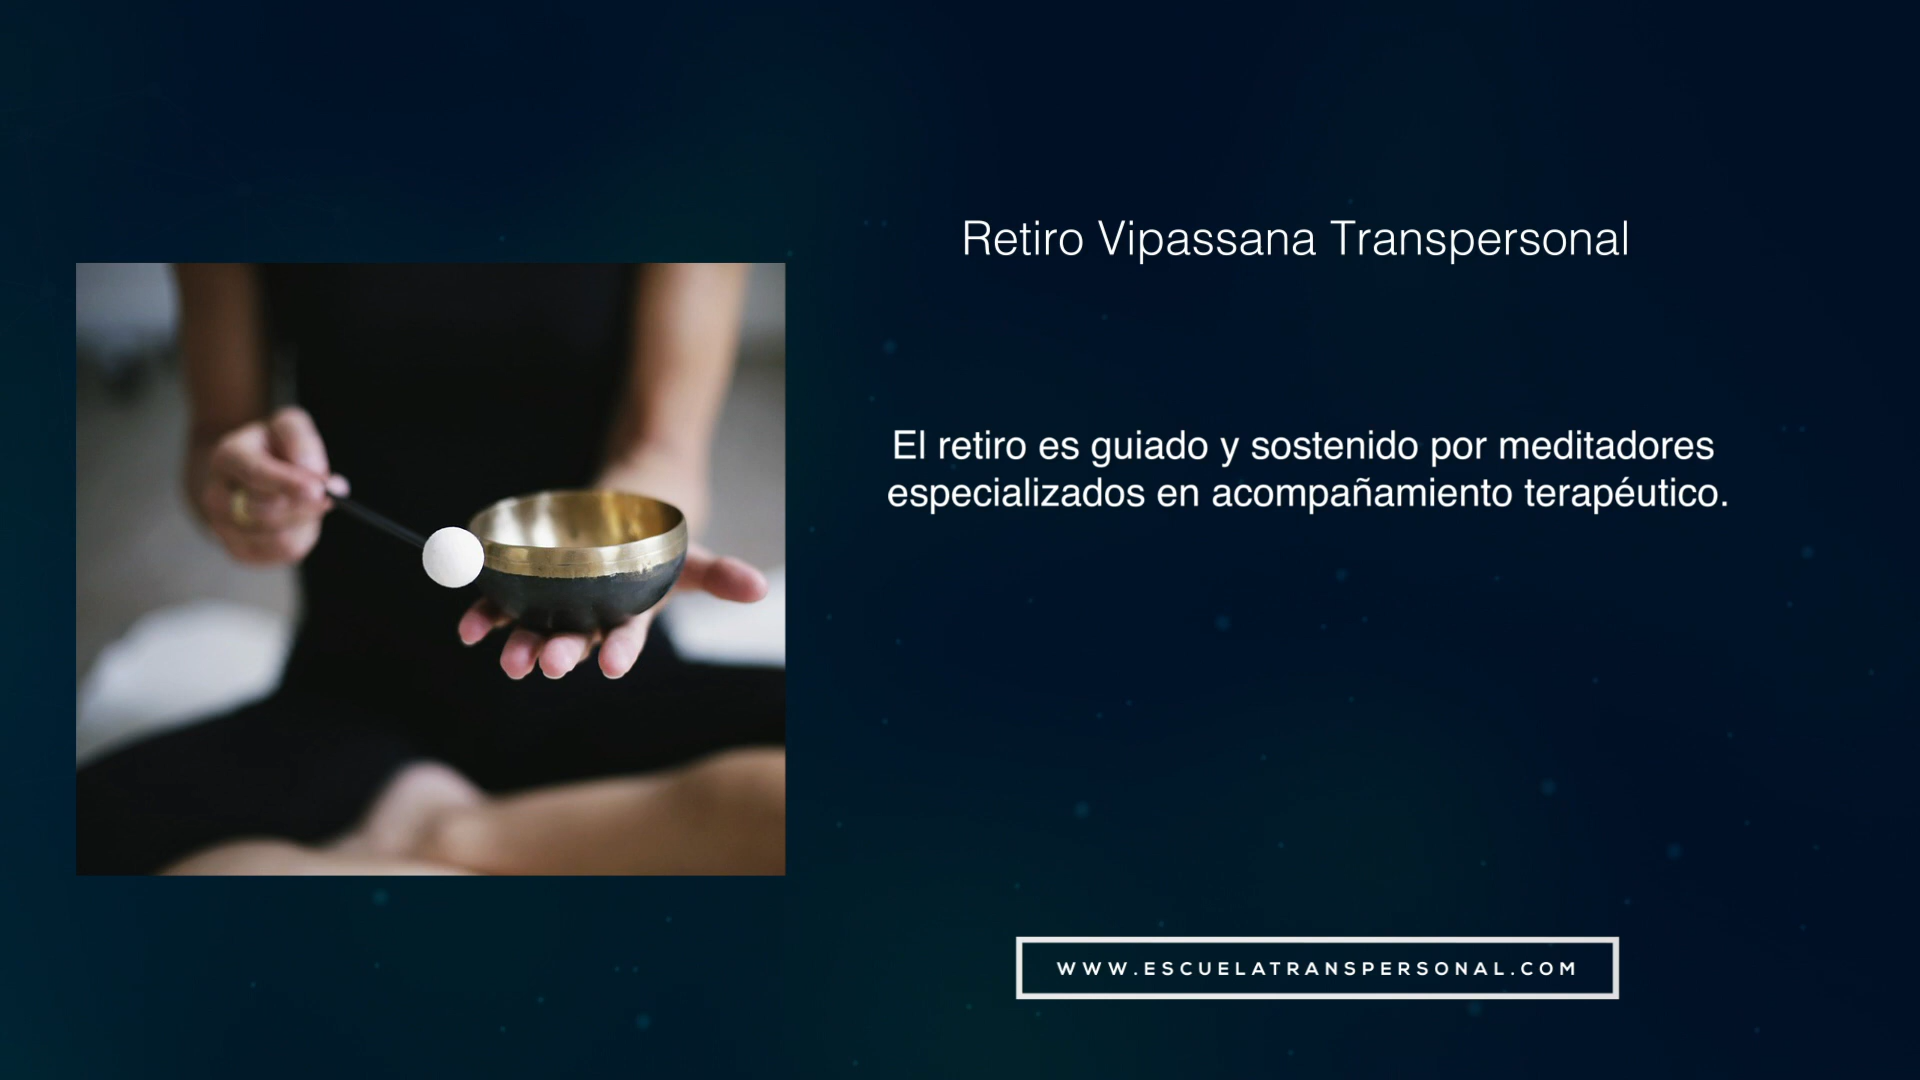 Retiro Vipassana Transpersonal
El retiro es guiado y sostenido por meditadores
especializados en acompañamiento terapéutico.
WWW.ESCUELATRANSPERSONAL.COM